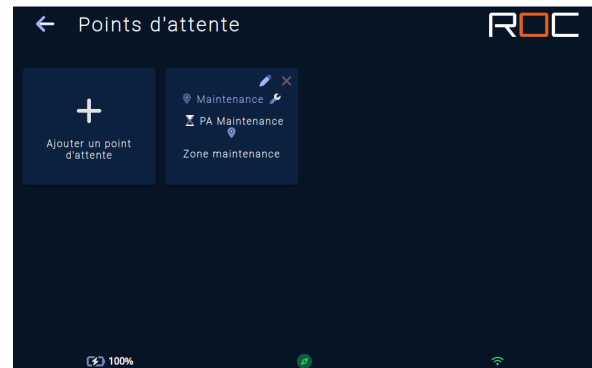 Points d'attente
ROC
Maintenance
PA Maintenance
Ajouter un point
d'attente
Zone maintenance
100%